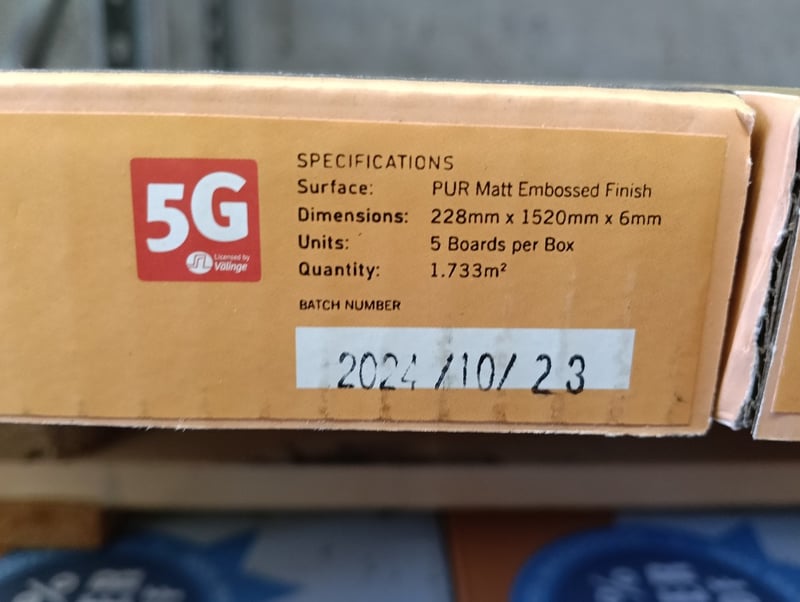 5G
Licensed by
Välinge
SPECIFICATIONS
Surface: PUR Matt Embossed Finish
Dimensions: 228mm x 1520mm x 6mm
Units: 5 Boards per Box
Quantity: 1.733m²
BATCH NUMBER
2024/10/23